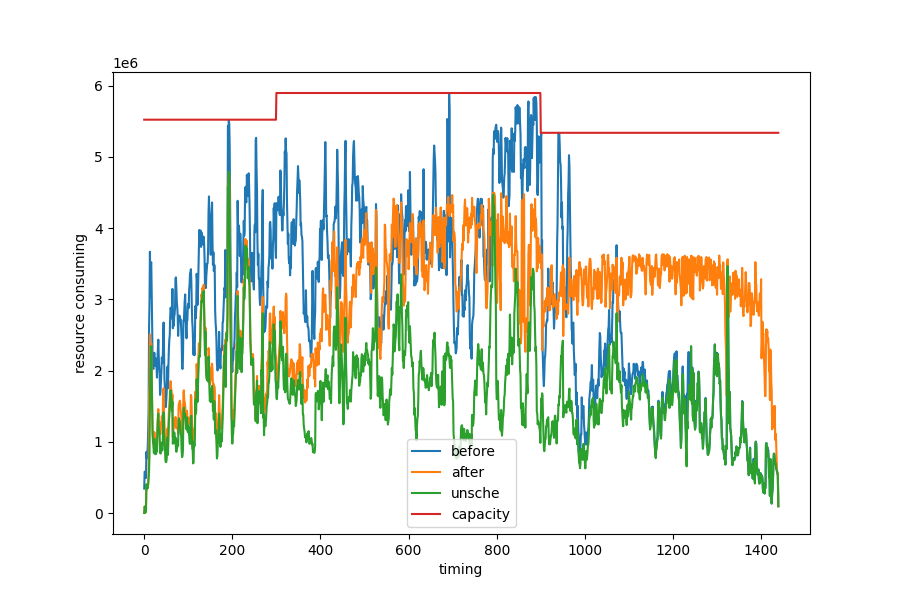 1e6
6
5
4
3
2
1
0
resource consuming
before
after
unsche
capacity
0 200 400 600 800 1000 1200 1400
timing